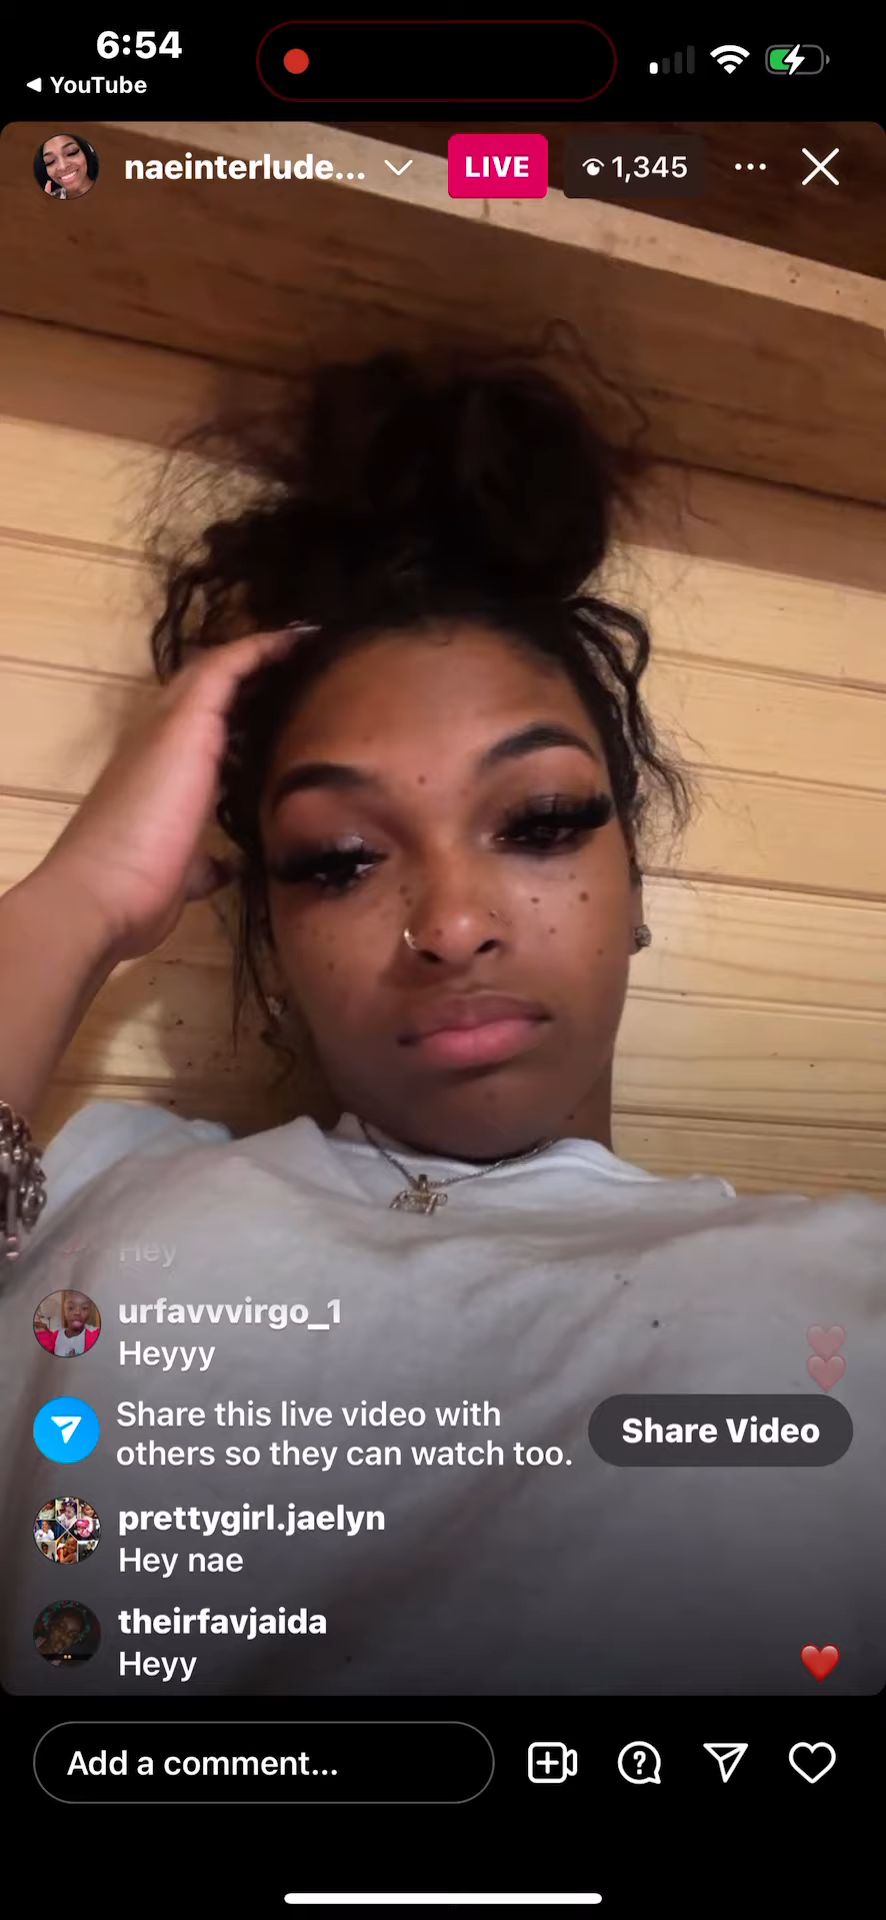 6:54
YouTube
naeinterlude...
LIVE
1,345
Hey
urfavvvirgo_1
Heyyy
Share this live video with
others so they can watch too.
Share Video
prettygirl.jaelyn
Hey nae
theirfavjaida
Heyy
Add a comment...